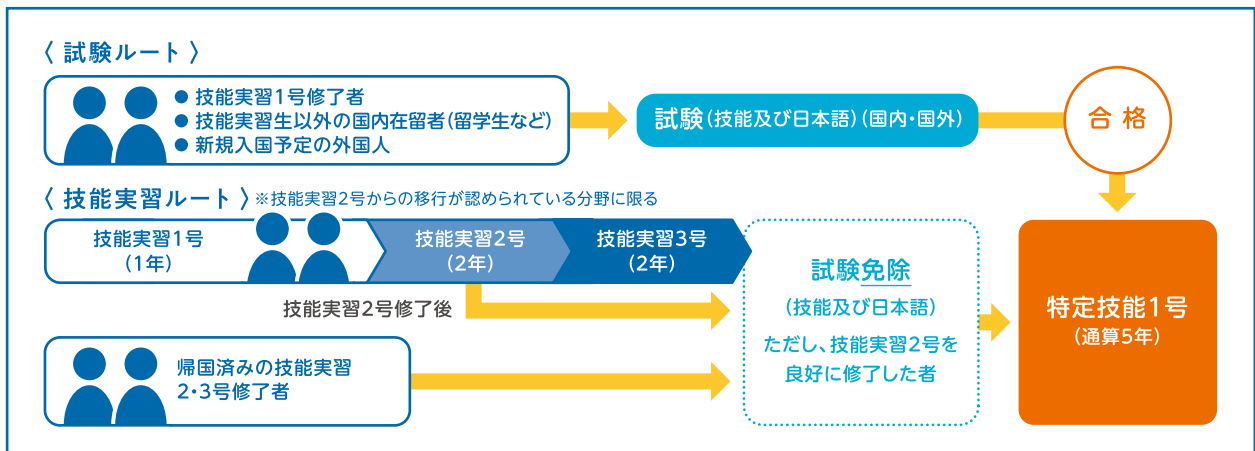 〈 試験ルート 〉
● 技能実習1号修了者
● 技能実習生以外の国内在留者(留学生など)
● 新規入国予定の外国人
試験(技能及び日本語)(国内・国外)
合格
〈 技能実習ルート 〉※技能実習2号からの移行が認められている分野に限る
技能実習1号
(1年)
技能実習2号
(2年)
技能実習3号
(2年)
技能実習2号修了後
帰国済みの技能実習
2・3号修了者
試験免除
(技能及び日本語)
ただし、技能実習2号を
良好に修了した者
特定技能1号
(通算5年)